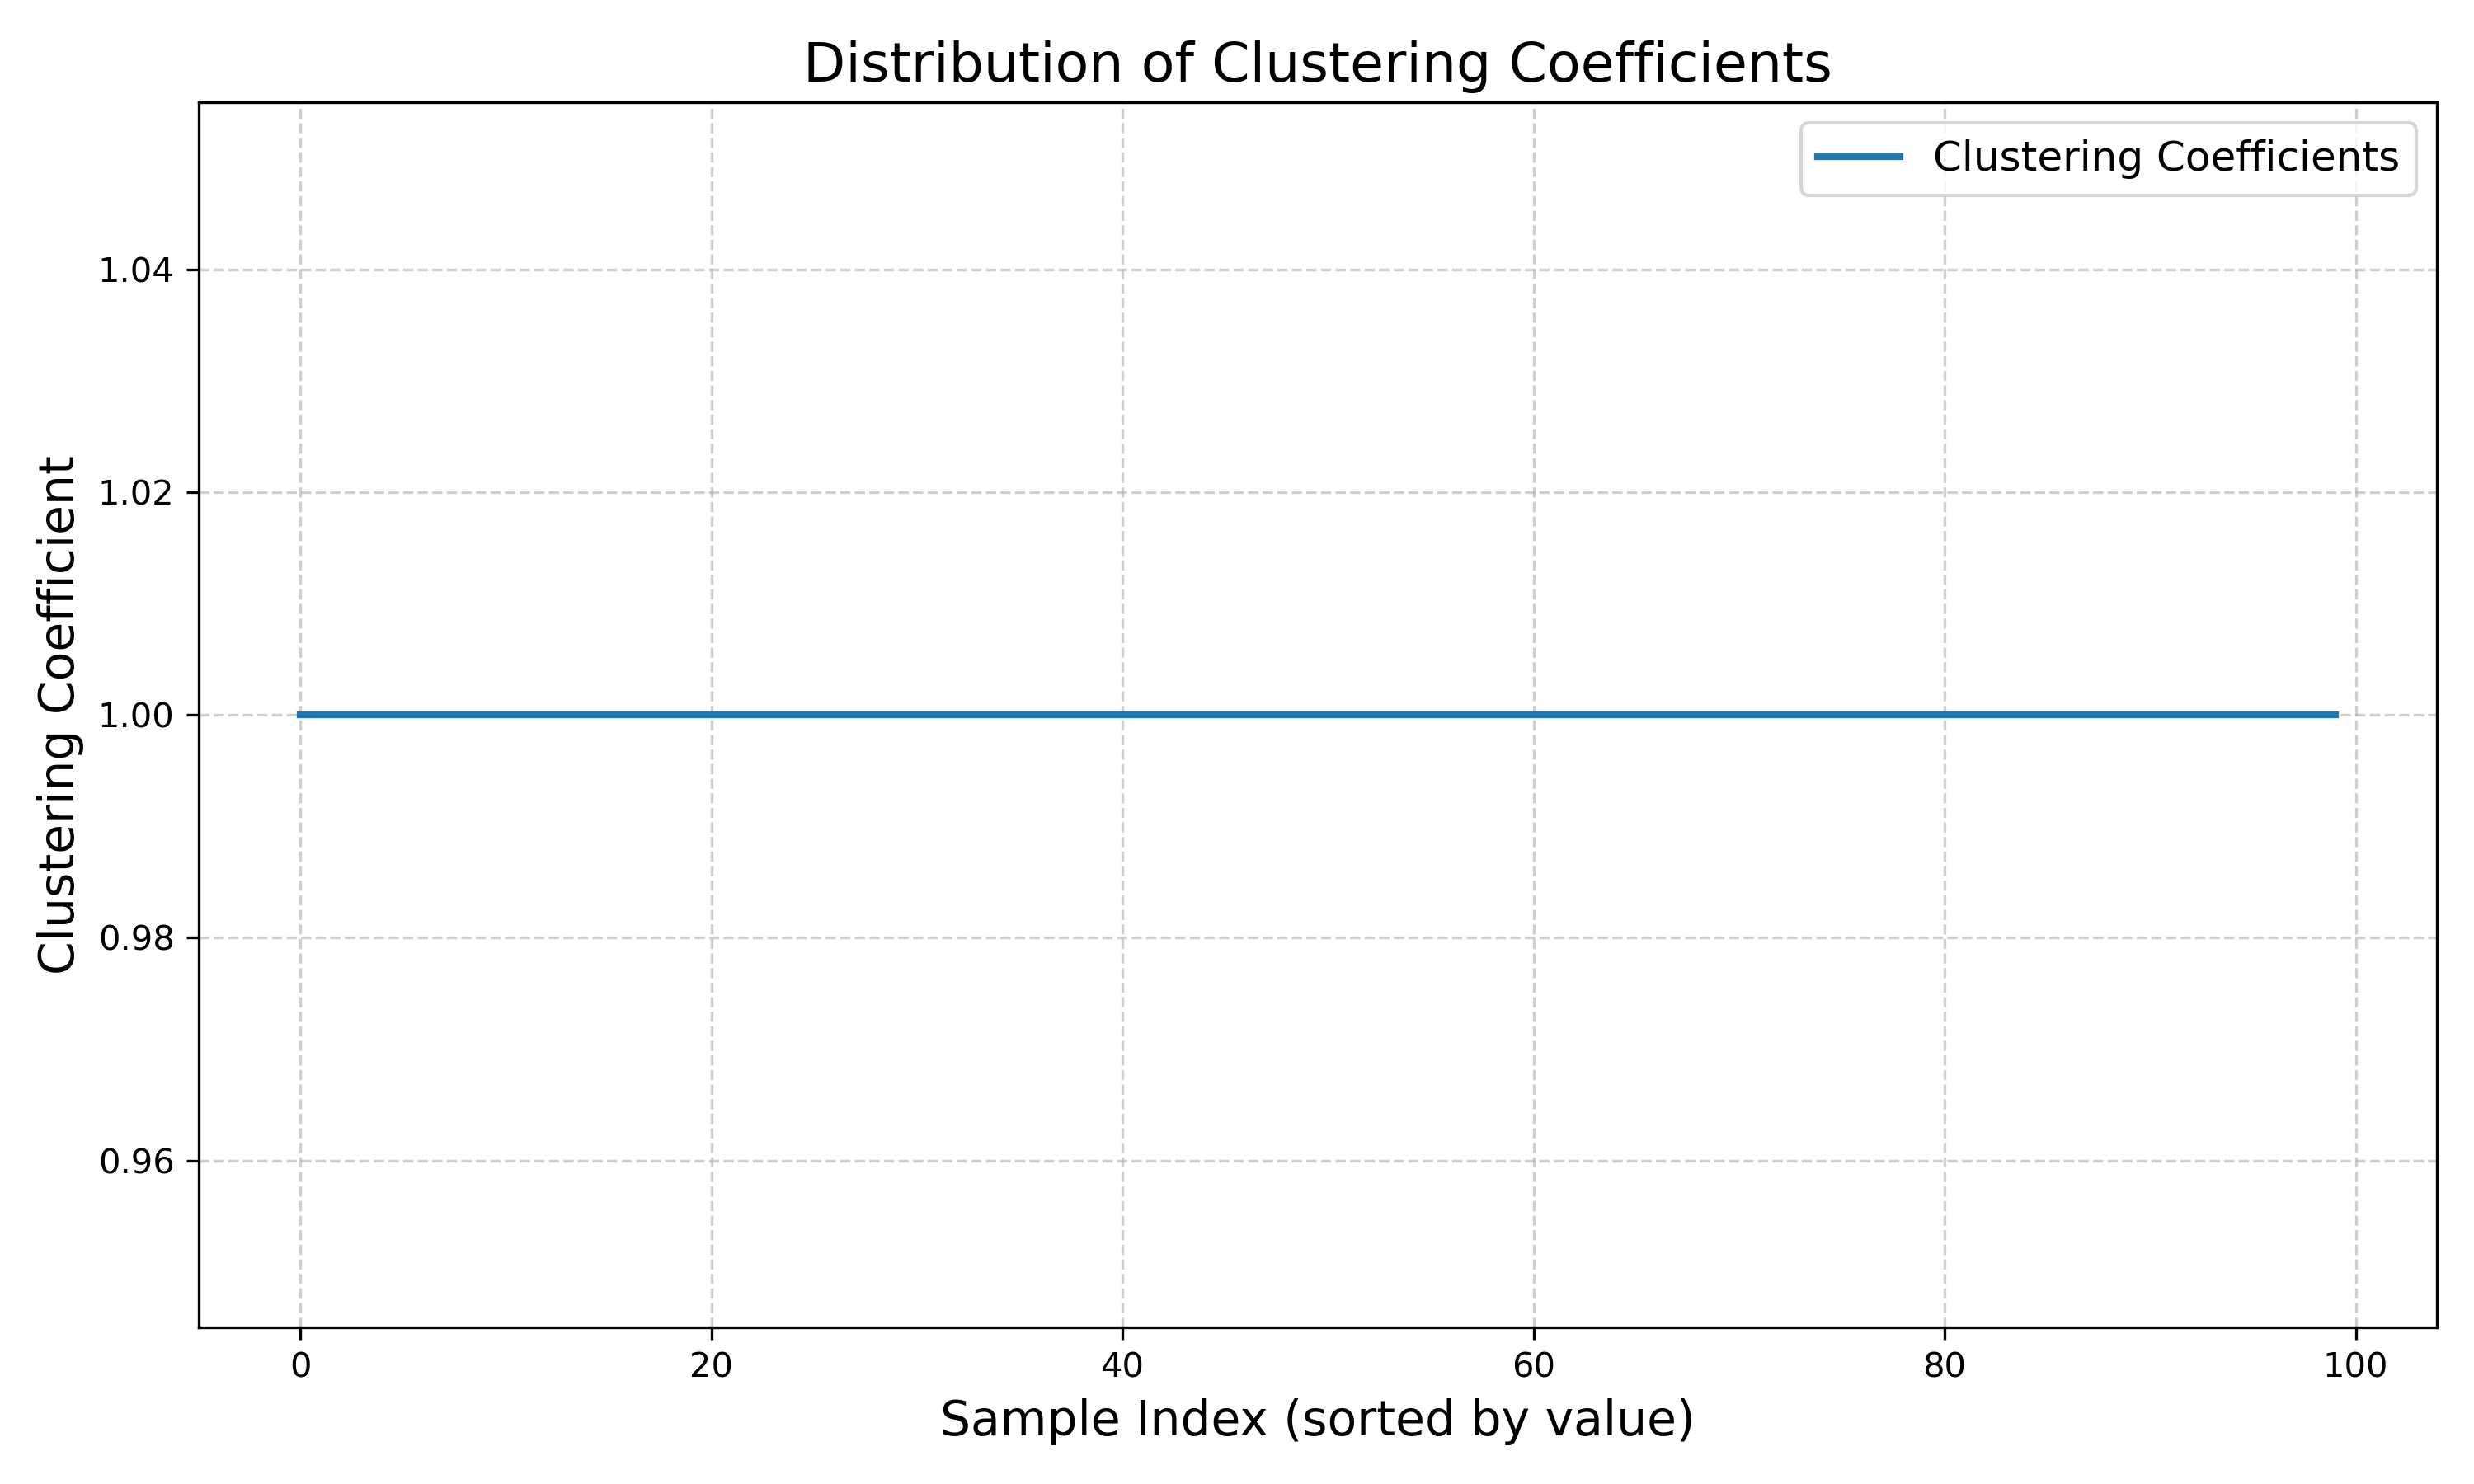 Distribution of Clustering Coefficients
Clustering Coefficients
Clustering Coefficient
1.04
1.02
1.00
0.98
0.96
0 20 40 60 80 100
Sample Index (sorted by value)